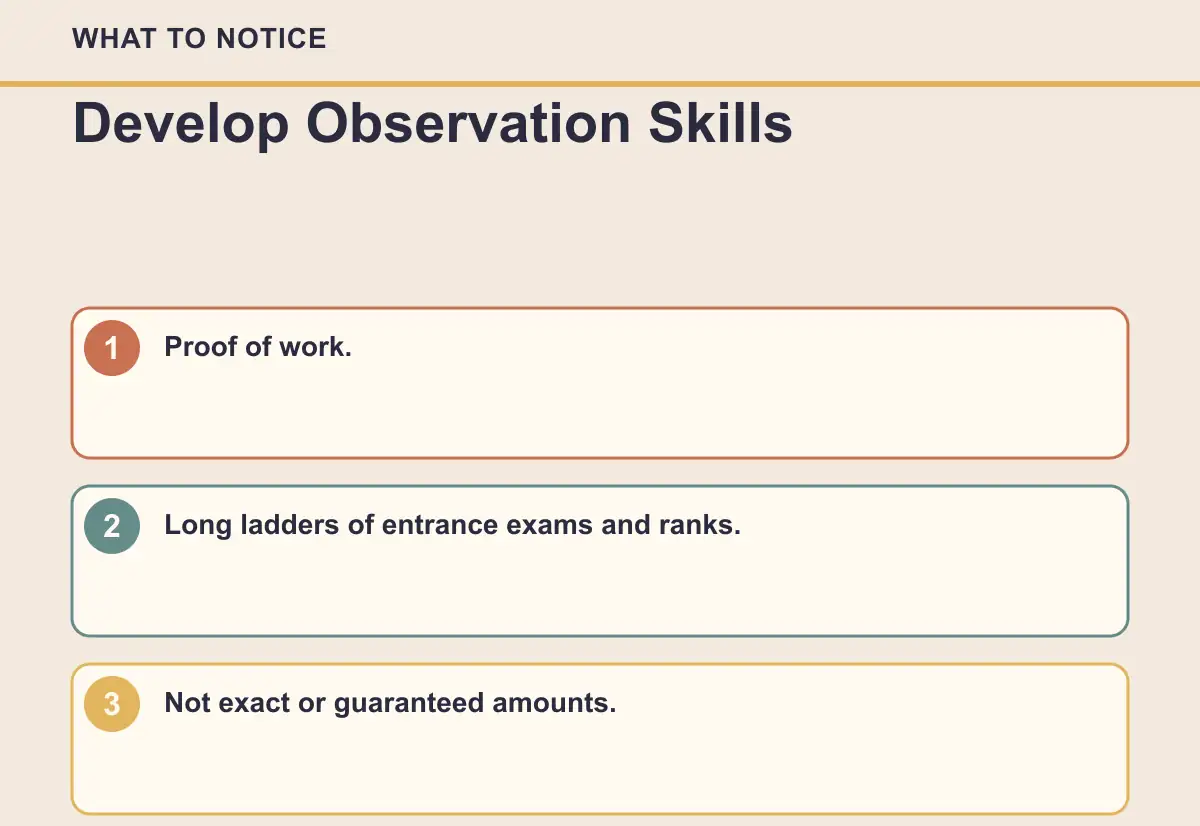 WHAT TO NOTICE
Develop Observation Skills
1 Proof of work.
2 Long ladders of entrance exams and ranks.
3 Not exact or guaranteed amounts.